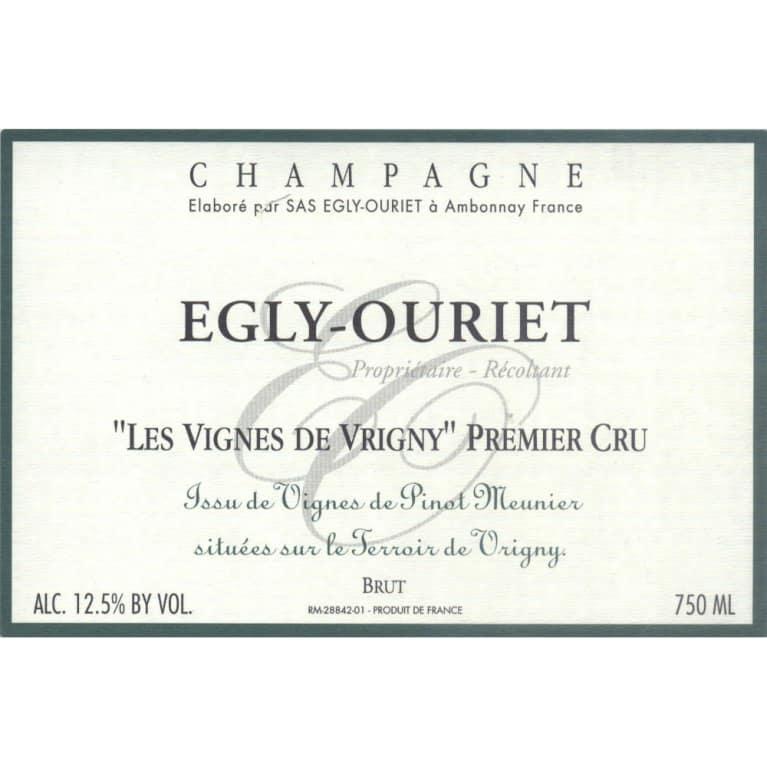 CHAMPAGNE
Elaboré par SAS EGLY-OURIET à Ambonnay France
EGLY-OURIET
Propriétaire - Récoltant
"LES VIGNES DE VRIGNY" PREMIER CRU
Issu de Vignes de Pinot Meunier
situées sur le Terroir de Vrigny.
BRUT
ALC. 12.5% BY VOL.
RM-28842-01 - PRODUIT DE FRANCE
750 ML